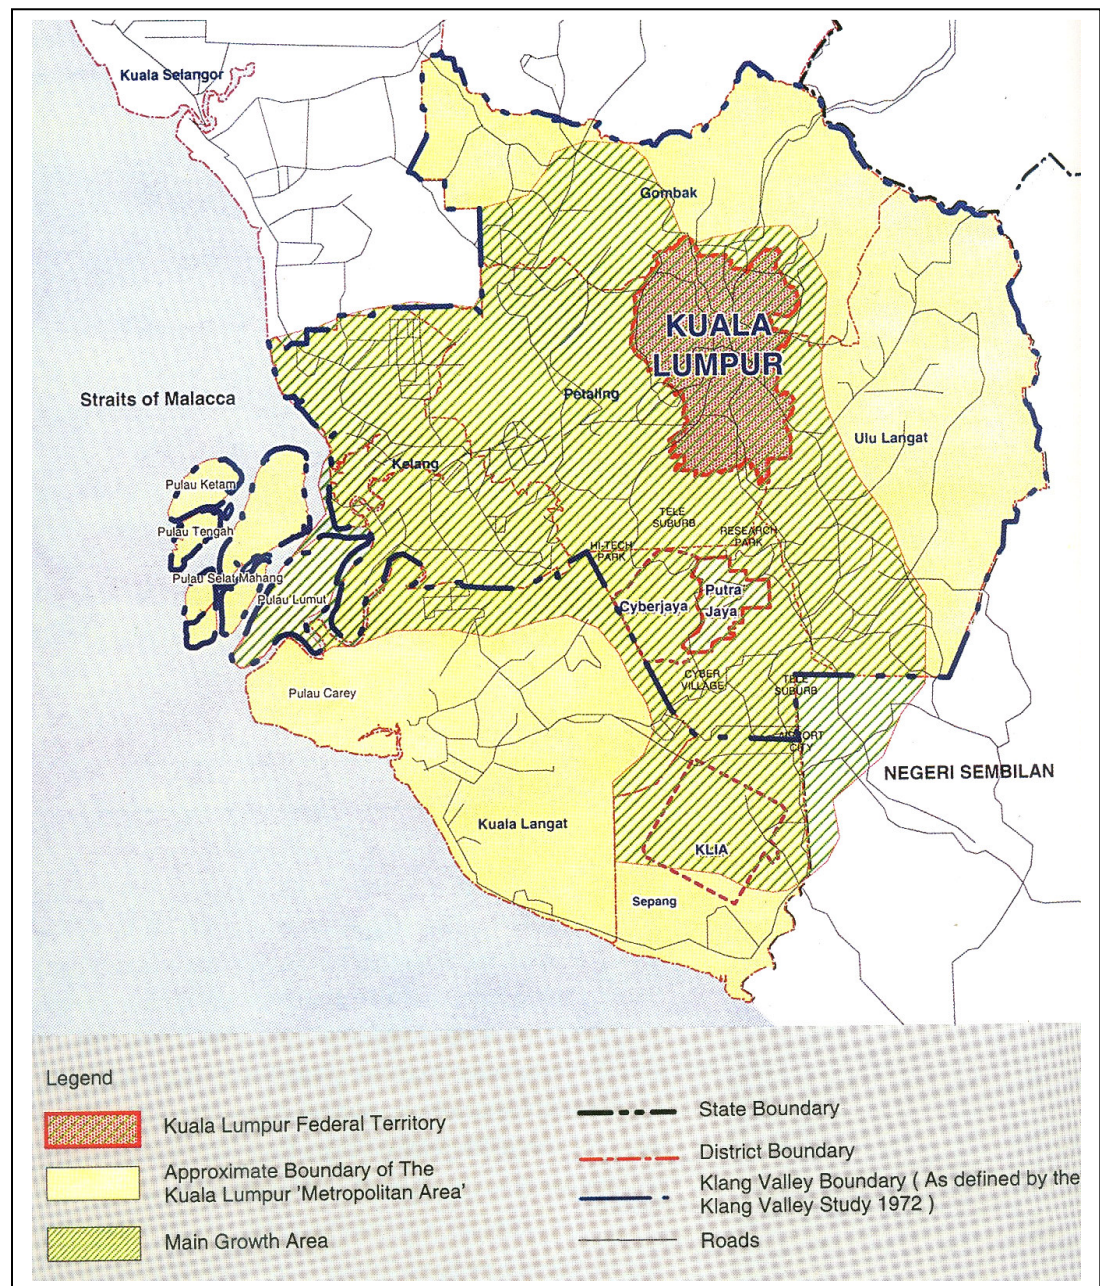 Kuala Selangor
Gombak
KUALA
LUMPUR
Straits of Malacca
Petaling
Ulu Langat
Kelang
Pulau Ketam
Pulau Tengah
TELE
SUBURB
RESEARCH
PARK
HI-TECH
PARK
Pulau Selat Mahang
Pulau Lumut
Cyberjaya
Putra
Jaya
Pulau Carey
CYBER
VILLAGE
TELE
SUBURB
AIRPORT
CITY
NEGERI SEMBILAN
Kuala Langat
KLIA
Sepang
Legend
Kuala Lumpur Federal Territory
Approximate Boundary of The
Kuala Lumpur 'Metropolitan Area'
Main Growth Area
State Boundary
District Boundary
Klang Valley Boundary ( As defined by the
Klang Valley Study 1972 )
Roads